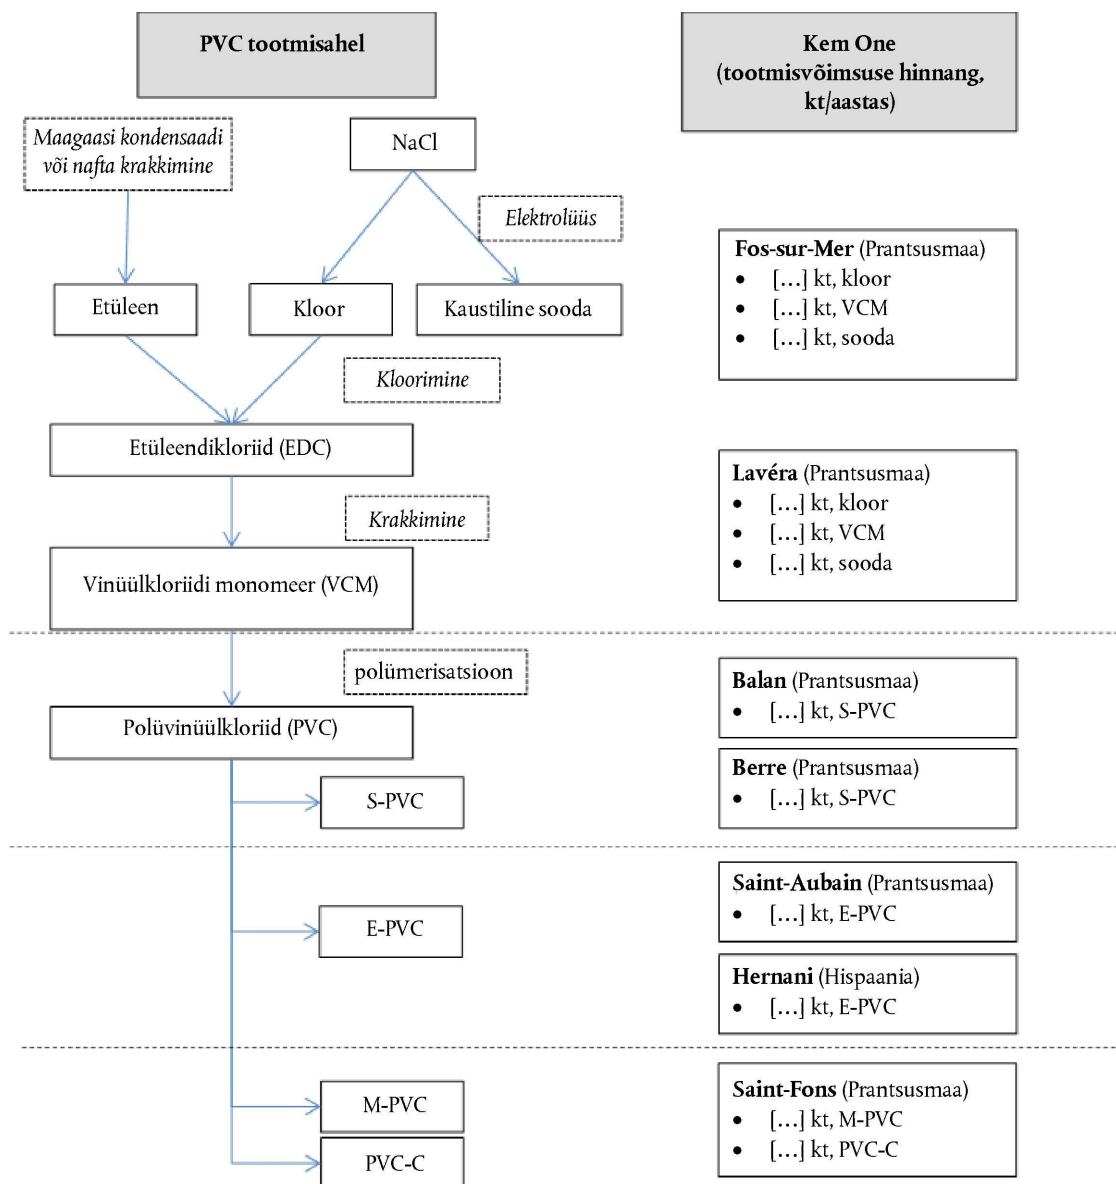 PVC tootmisahel
Maagaasi kondensaadi
või nafta krakkimine
NaCl
Elektrolüüs
Etüleen
Kloor
Kaustiline sooda
Kloorimine
Etüleendikloriid (EDC)
Krakkimine
Vinüülkloriidi monomeer (VCM)
polümerisatsioon
Polüvinüülkloriid (PVC)
S-PVC
E-PVC
M-PVC
PVC-C
Kem One
(tootmisvõimsuse hinnang,
kt/aastas)
Fos-sur-Mer (Prantsusmaa)
• [...] kt, kloor
• [...] kt, VCM
• [...] kt, sooda
Lavéra (Prantsusmaa)
• [...] kt, kloor
• [...] kt, VCM
• [...] kt, sooda
Balan (Prantsusmaa)
• [...] kt, S-PVC
Berre (Prantsusmaa)
• [...] kt, S-PVC
Saint-Aubain (Prantsusmaa)
• [...] kt, E-PVC
Hernani (Hispaania)
• [...] kt, E-PVC
Saint-Fons (Prantsusmaa)
• [...] kt, M-PVC
• [...] kt, PVC-C